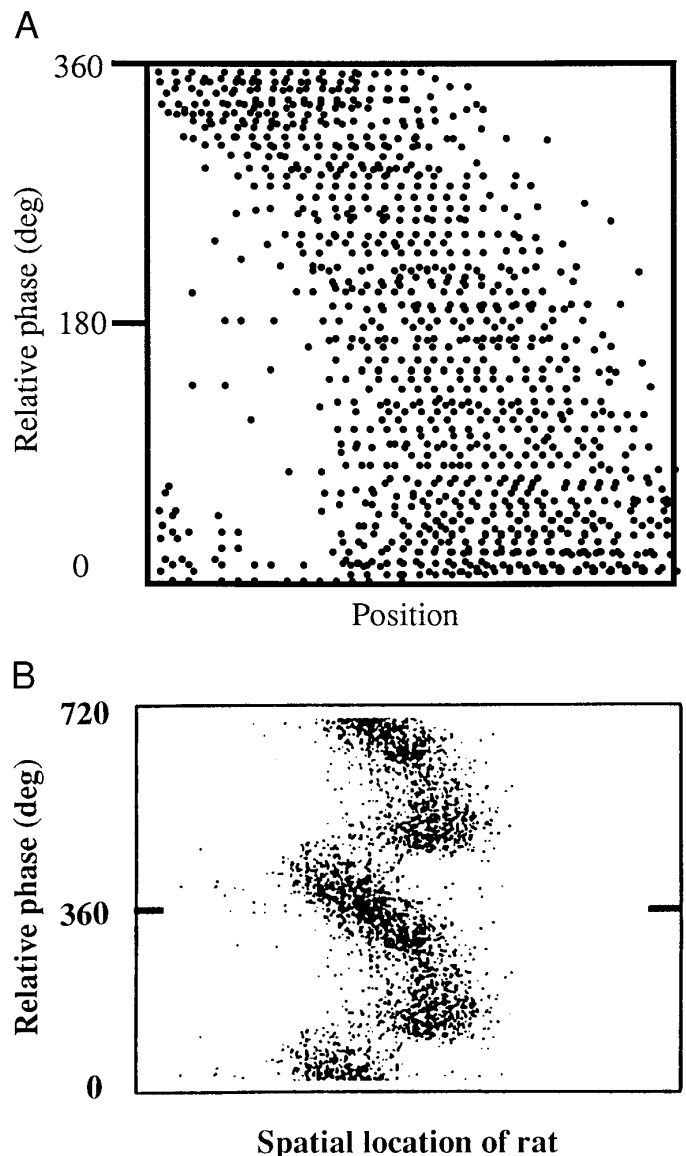 A
360
Relative phase (deg)
180
0
Position
B
720
Relative phase (deg)
360
0
Spatial location of rat